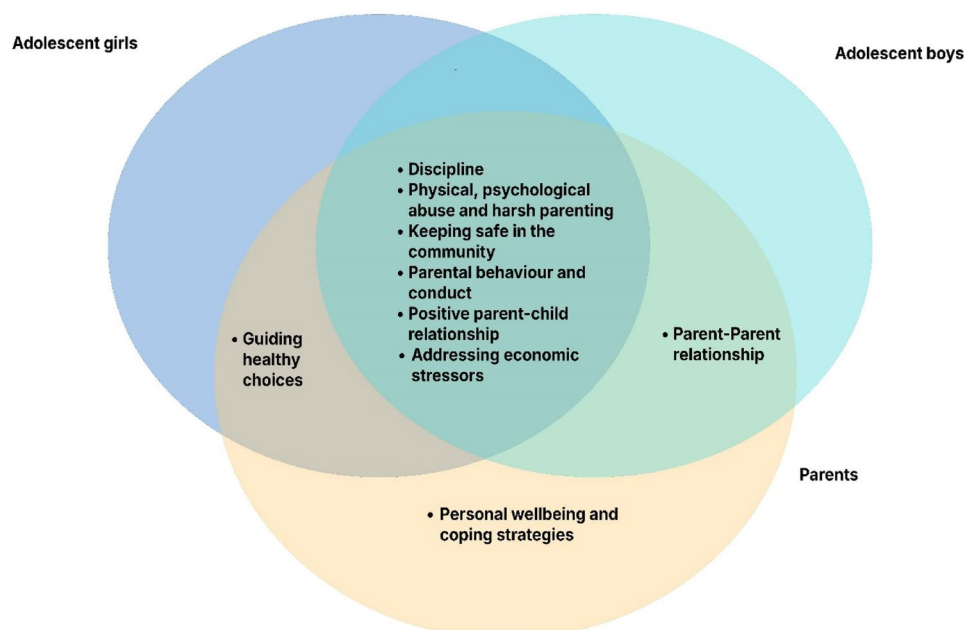 Adolescent girls
Adolescent boys
• Discipline
• Physical, psychological
abuse and harsh parenting
• Keeping safe in the
community
• Parental behaviour and
conduct
• Positive parent-child
relationship
• Addressing economic
stressors
• Guiding
healthy
choices
• Parent-Parent
relationship
Parents
• Personal wellbeing and
coping strategies